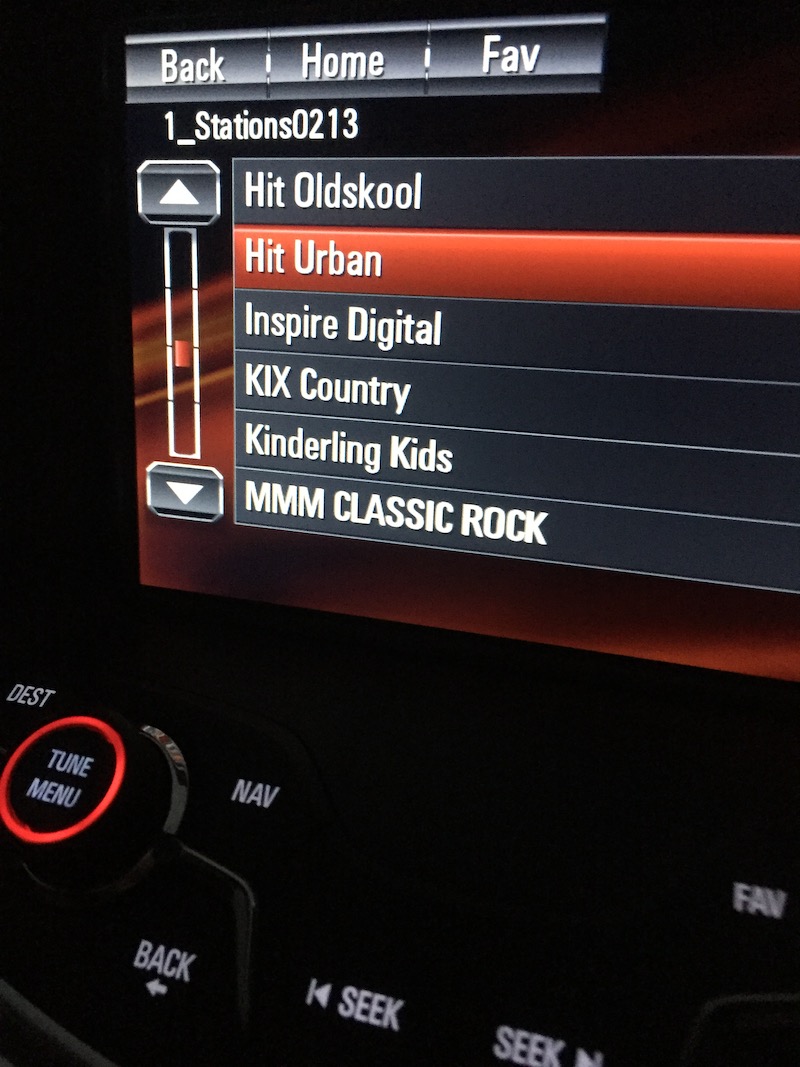 Back Home Fav
1_Stations0213
Hit Oldskool
Hit Urban
Inspire Digital
KIX Country
Kinderling Kids
MMM CLASSIC ROCK
DEST
TUNE
MENU
NAV
FAV
BACK
SEEK
SEEK